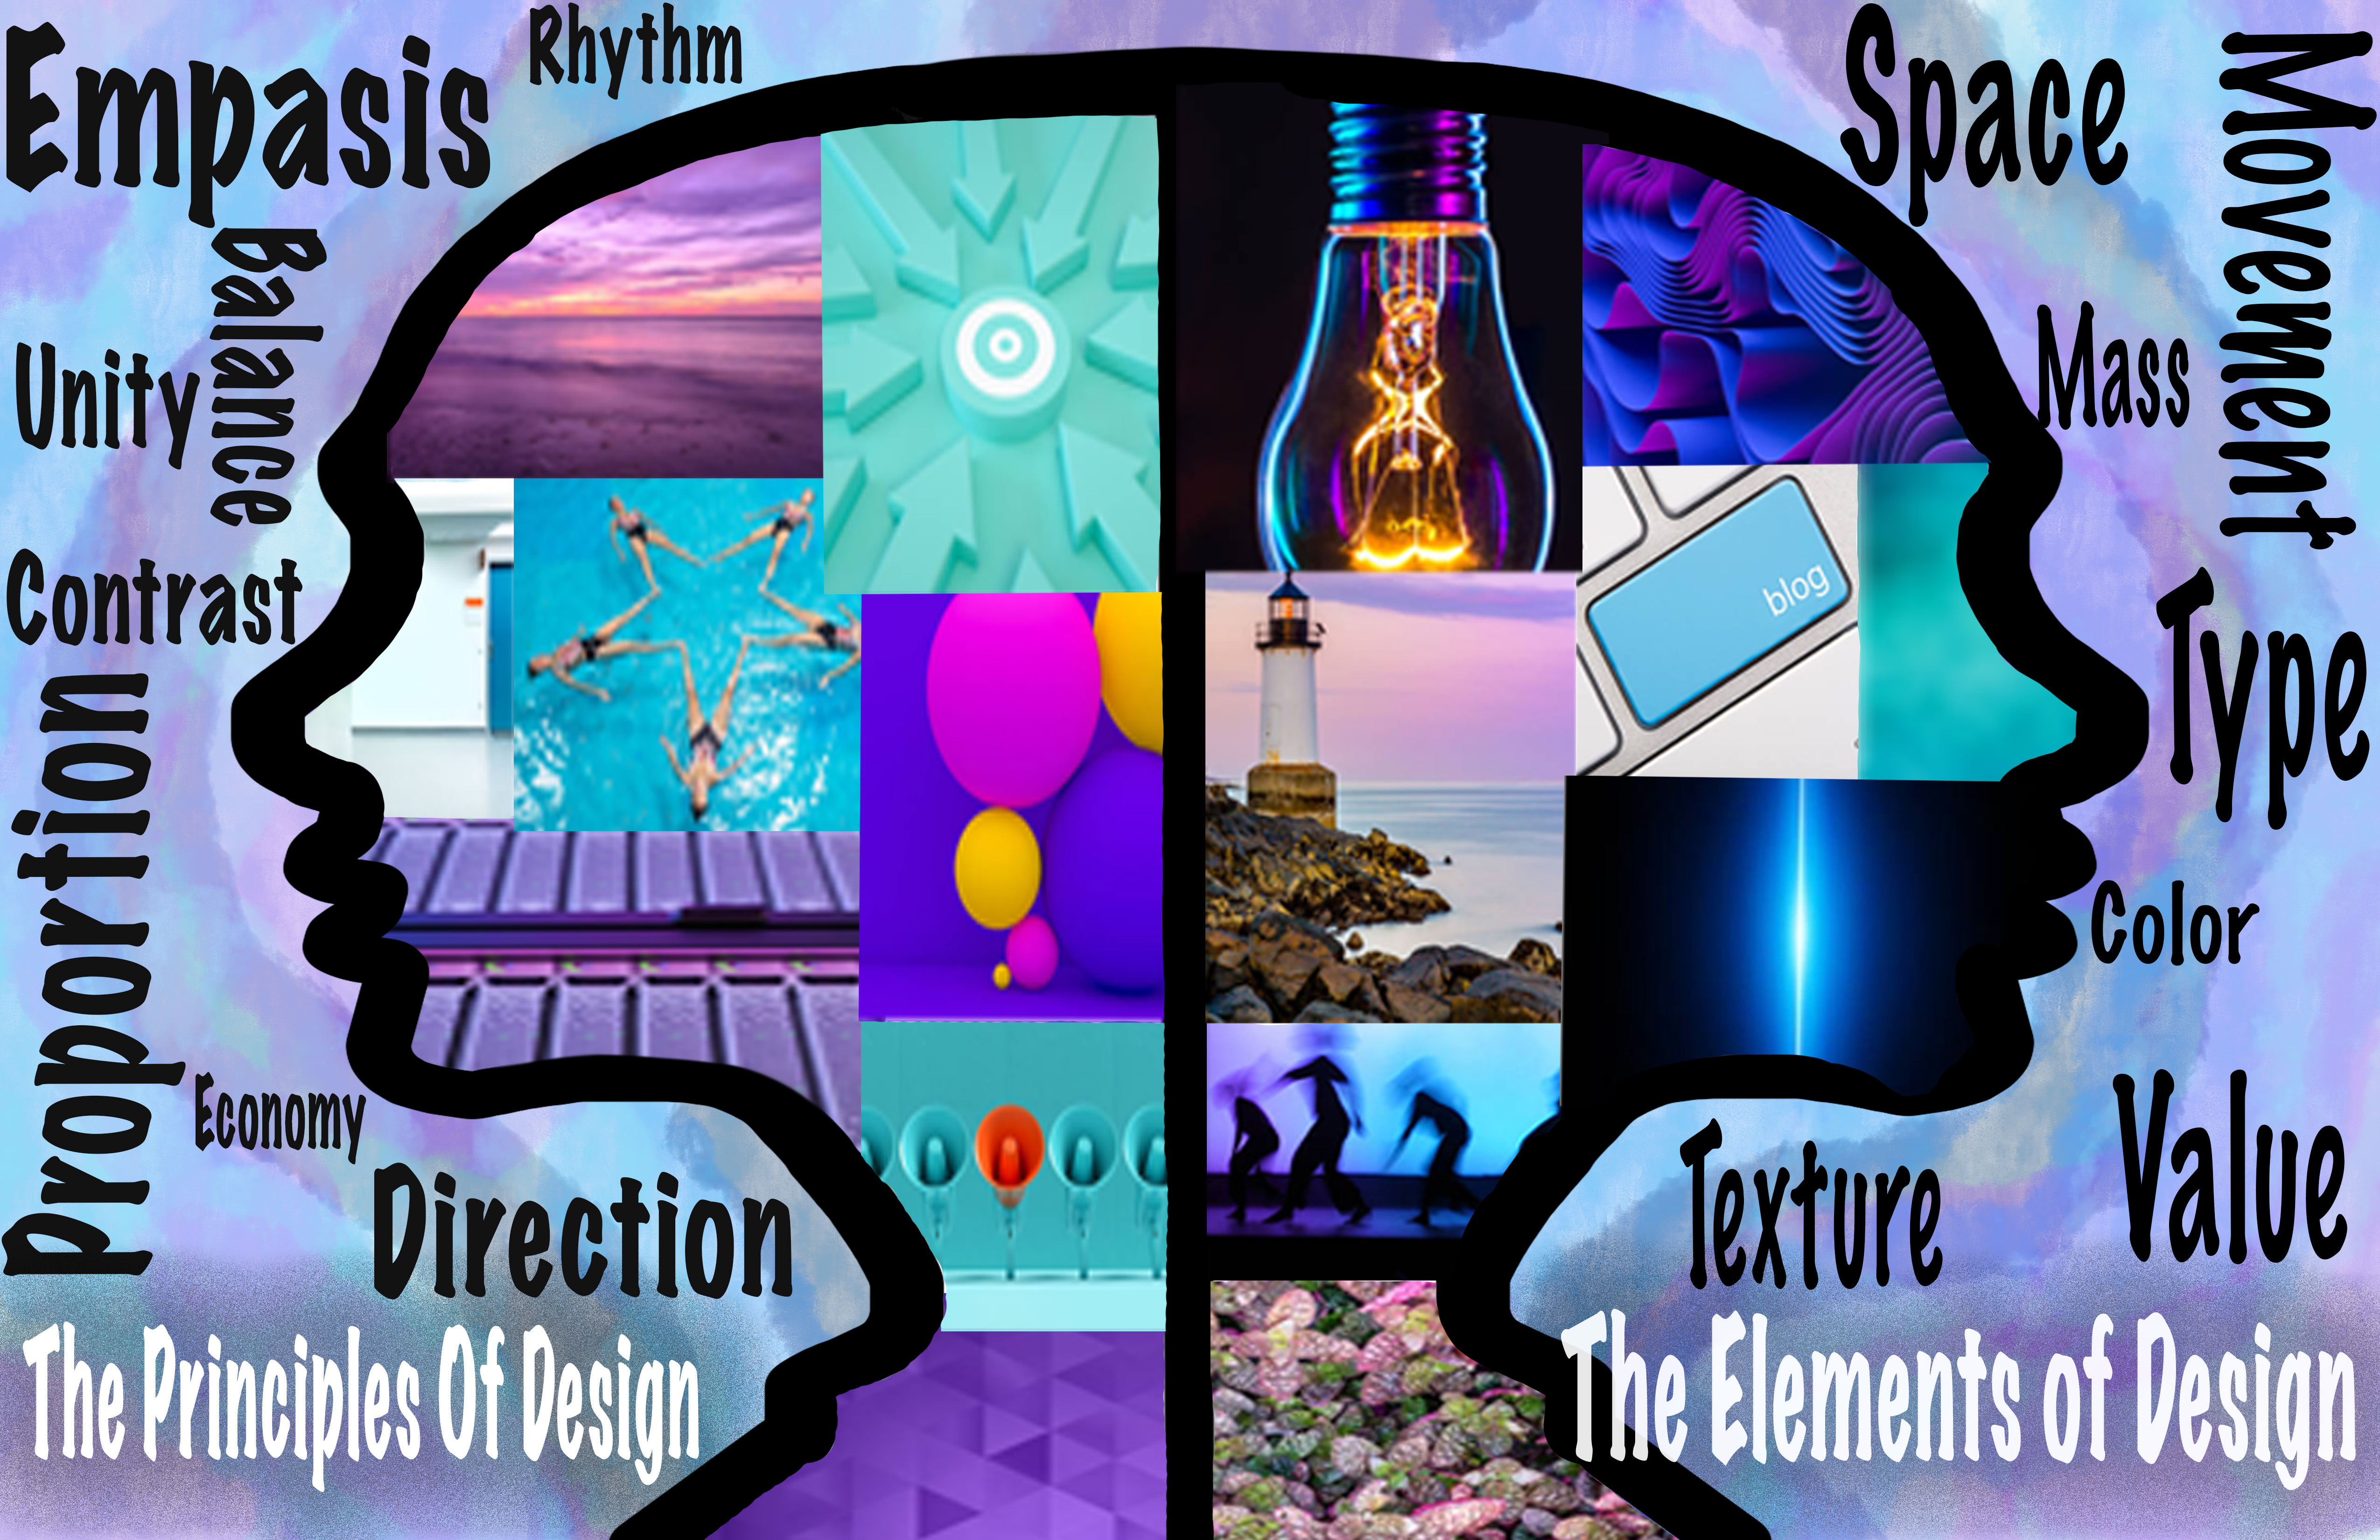 Empasis
Rhythm
Balance
Unity
Contrast
Proportion
Economy
Direction
The Principles Of Design
Space
Movement
Mass
blog
Type
Color
Value
Texture
The Elements of Design